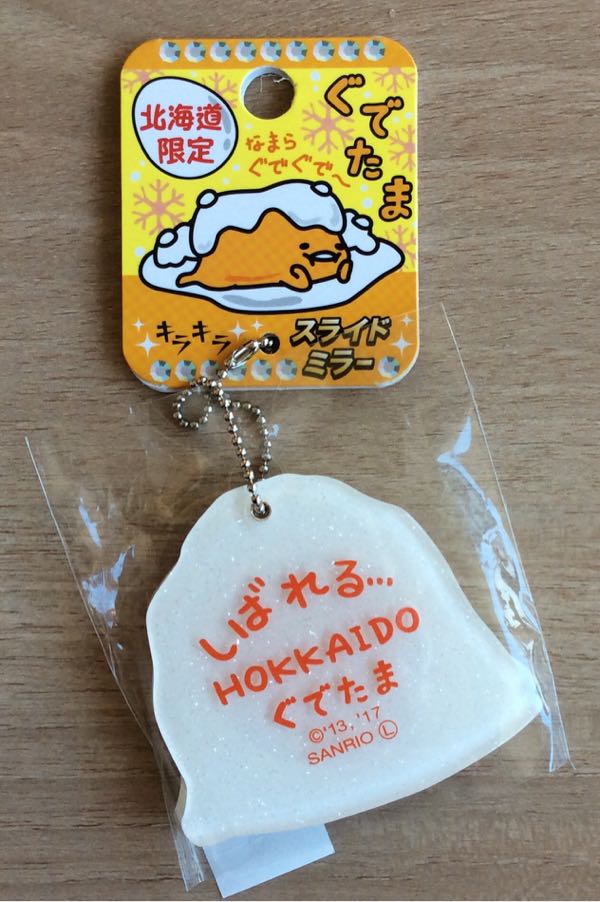 北海道
限定
ぐでたま
なまら
ぐでぐで〜
キラキラ
スライド
ミラー
しばれる…
HOKKAIDO
ぐでたま
©'13, '17
SANRIO Ⓛ